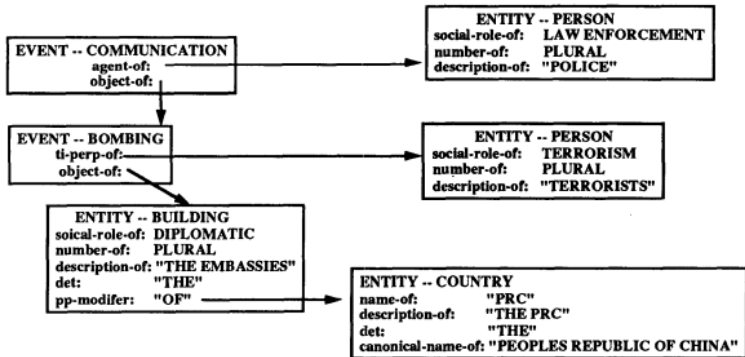 EVENT -- COMMUNICATION
agent-of:
object-of:
ENTITY -- PERSON
social-role-of: LAW ENFORCEMENT
number-of: PLURAL
description-of: "POLICE"
EVENT -- BOMBING
ti-perp-of:
object-of:
ENTITY -- PERSON
social-role-of: TERRORISM
number-of: PLURAL
description-of: "TERRORISTS"
ENTITY -- BUILDING
soical-role-of: DIPLOMATIC
number-of: PLURAL
description-of: "THE EMBASSIES"
det: "THE"
pp-modifer: "OF"
ENTITY -- COUNTRY
name-of: "PRC"
description-of: "THE PRC"
det: "THE"
canonical-name-of: "PEOPLES REPUBLIC OF CHINA"